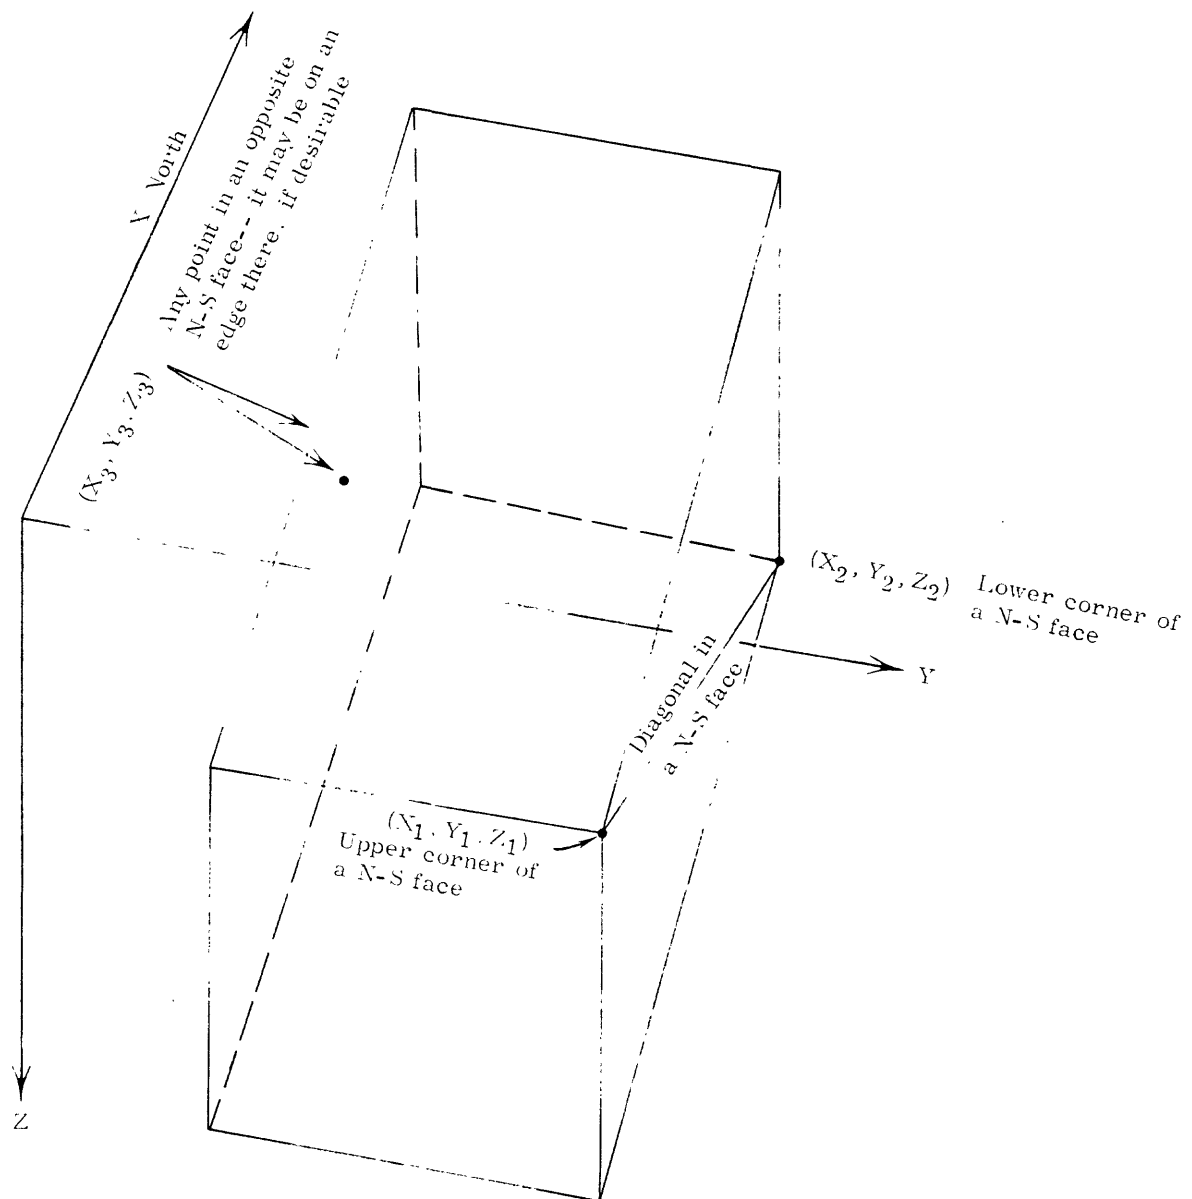 X North
Any point in an opposite
N-S face-- it may be on an
edge there, if desirable
(X3, Y3, Z3)
(X2, Y2, Z2) Lower corner of
a N-S face
Y
Diagonal in
a N-S face
(X1, Y1, Z1)
Upper corner of
a N-S face
Z